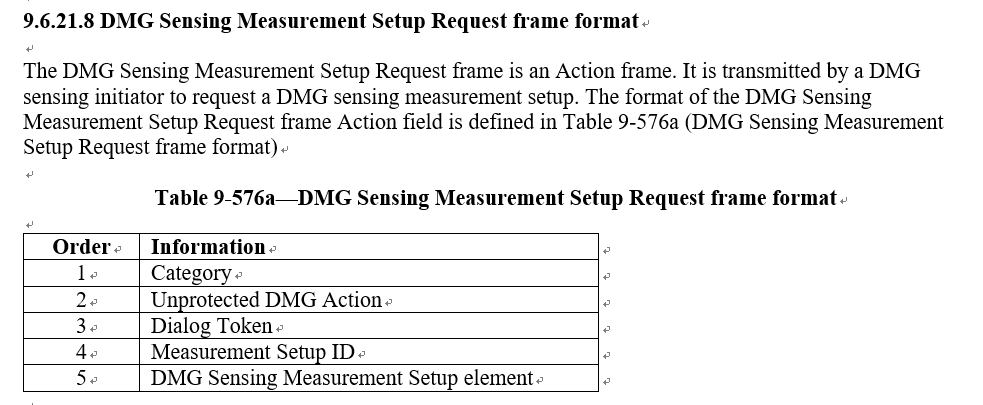 9.6.21.8 DMG Sensing Measurement Setup Request frame format
The DMG Sensing Measurement Setup Request frame is an Action frame. It is transmitted by a DMG
sensing initiator to request a DMG sensing measurement setup. The format of the DMG Sensing
Measurement Setup Request frame Action field is defined in Table 9-576a (DMG Sensing Measurement
Setup Request frame format)
Table 9-576a—DMG Sensing Measurement Setup Request frame format
Order Information
1 Category
2 Unprotected DMG Action
3 Dialog Token
4 Measurement Setup ID
5 DMG Sensing Measurement Setup element